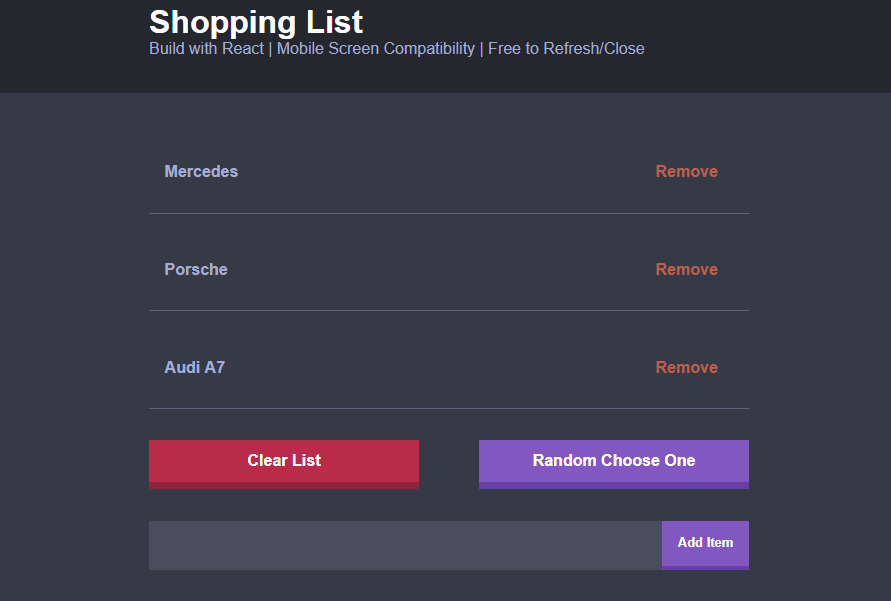 Shopping List
Build with React | Mobile Screen Compatibility | Free to Refresh/Close
Mercedes Remove
Porsche Remove
Audi A7 Remove
Clear List Random Choose One
Add Item